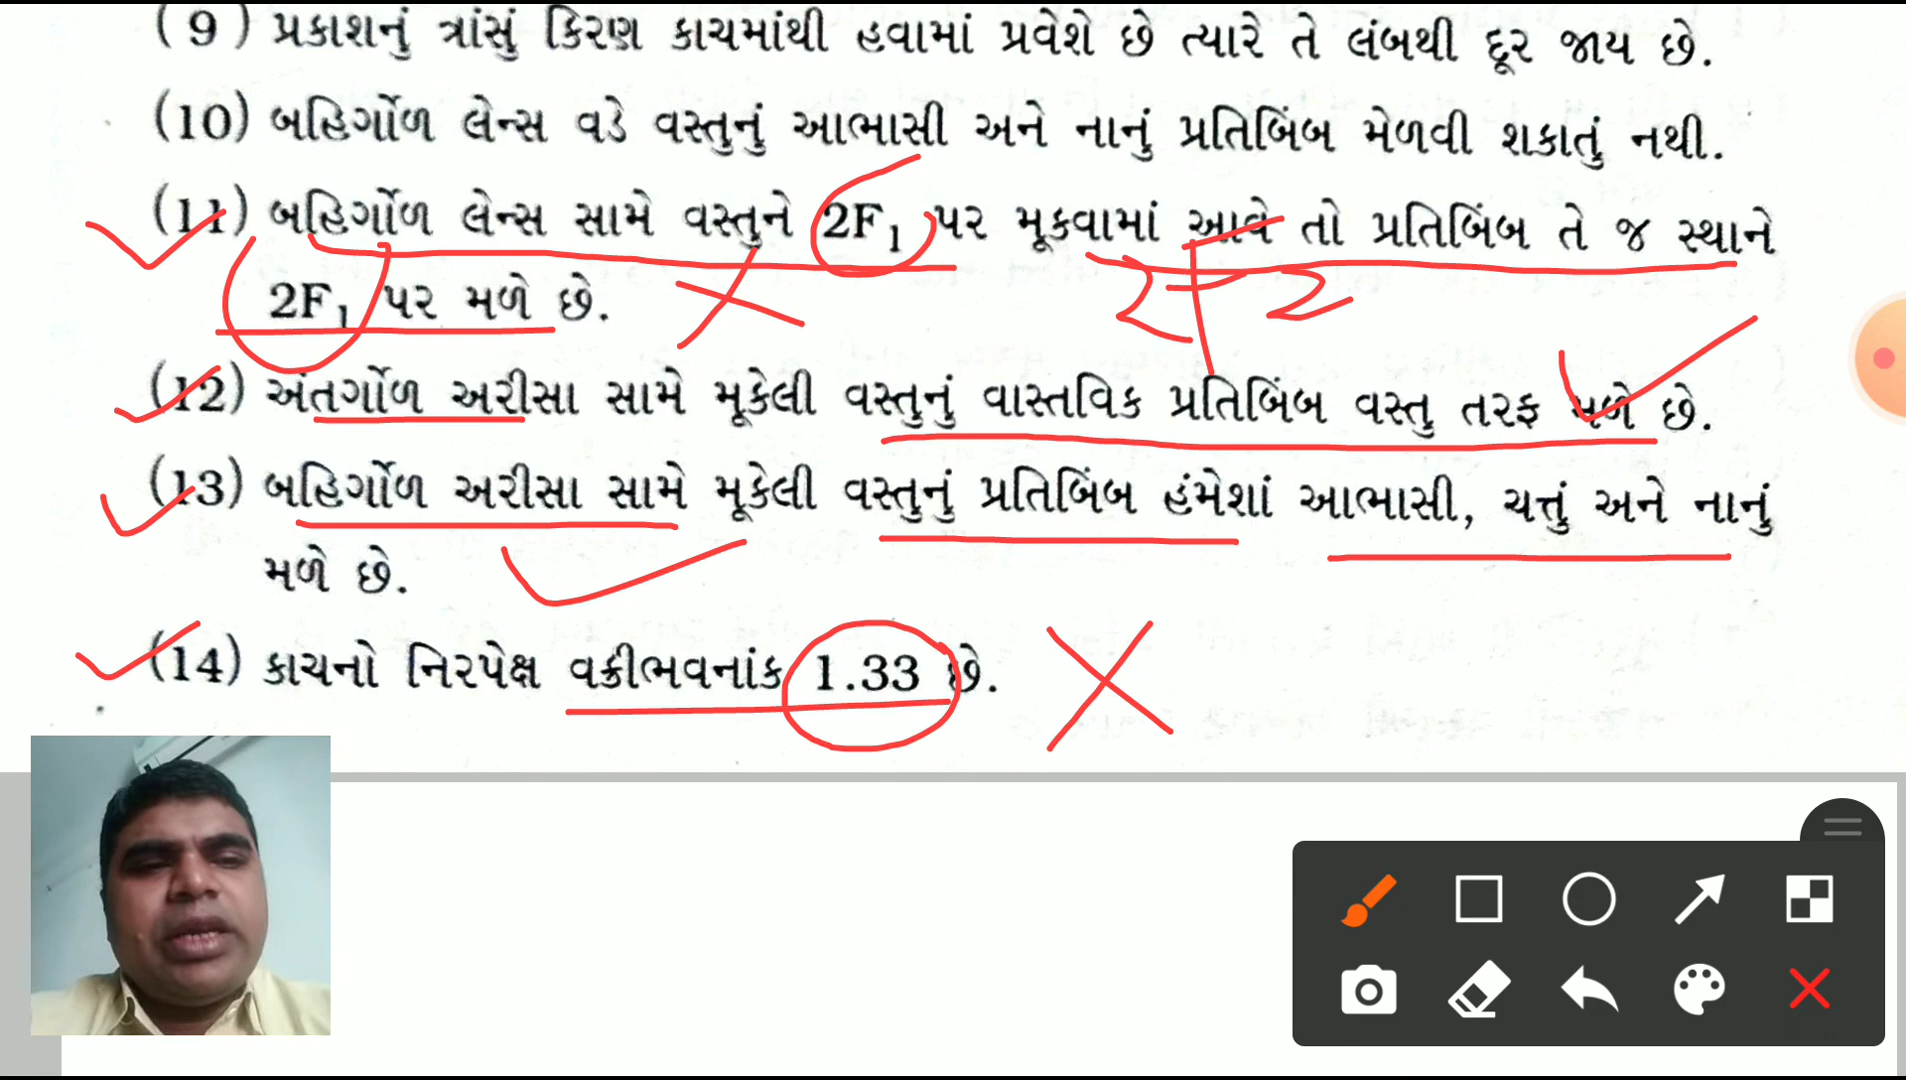 (9) પ્રકાશનું ત્રાંસું કિરણ કાચમાંથી હવામાં પ્રવેશે છે ત્યારે તે લંબથી દૂર જાય છે.
(10) બહિર્ગોળ લેન્સ વડે વસ્તુનું આભાસી અને નાનું પ્રતિબિંબ મેળવી શકાતું નથી.
(11) બહિર્ગોળ લેન્સ સામે વસ્તુને 2F₁ પર મૂકવામાં આવે તો પ્રતિબિંબ તે જ સ્થાને
2F₁ પર મળે છે.
2F2
(12) અંતર્ગોળ અરીસા સામે મૂકેલી વસ્તુનું વાસ્તવિક પ્રતિબિંબ વસ્તુ તરફ મળે છે.
(13) બહિર્ગોળ અરીસા સામે મૂકેલી વસ્તુનું પ્રતિબિંબ હંમેશાં આભાસી, ચત્તું અને નાનું
મળે છે.
(14) કાચનો નિરપેક્ષ વક્રીભવનાંક 1.33 છે.